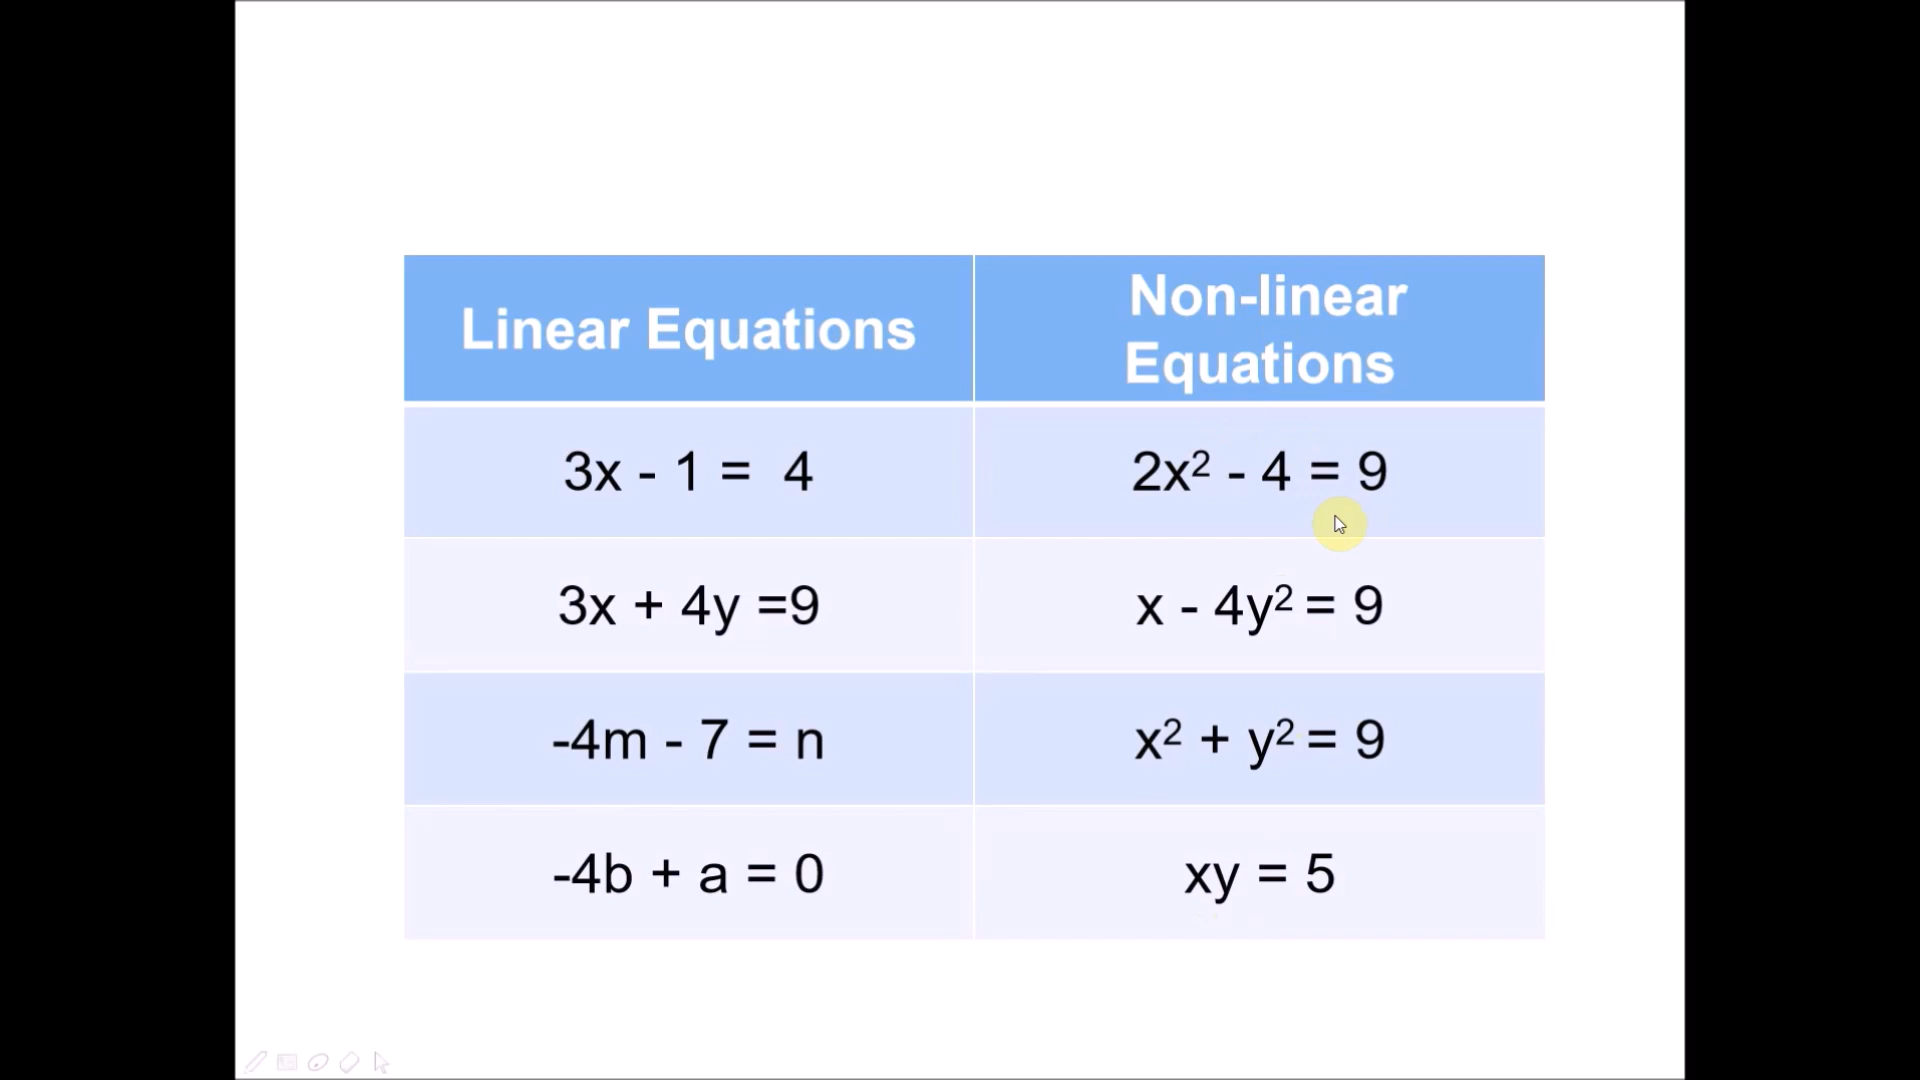 Linear Equations
Non-linear
Equations
3x - 1 =  4
2x² - 4 = 9
3x + 4y =9
x - 4y² = 9
-4m - 7 = n
x² + y² = 9
-4b + a = 0
xy = 5